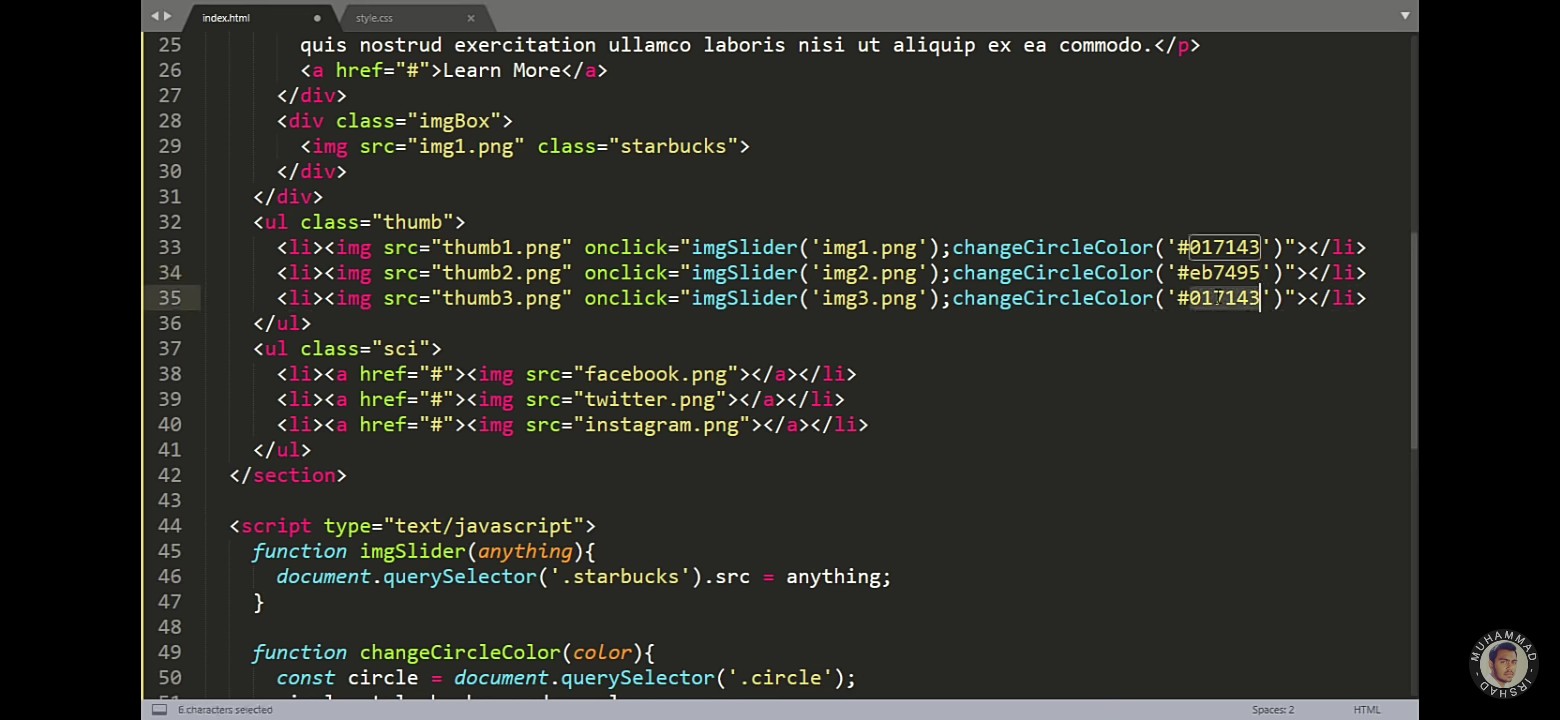 index.html
style.css
25 quis nostrud exercitation ullamco laboris nisi ut aliquip ex ea commodo.</p>
26 <a href="#">Learn More</a>
27 </div>
28 <div class="imgBox">
29 <img src="img1.png" class="starbucks">
30 </div>
31 </div>
32 <ul class="thumb">
33 <li><img src="thumb1.png" onclick="imgSlider('img1.png');changeCircleColor('#017143')"></li>
34 <li><img src="thumb2.png" onclick="imgSlider('img2.png');changeCircleColor('#eb7495')"></li>
35 <li><img src="thumb3.png" onclick="imgSlider('img3.png');changeCircleColor('#017143')"></li>
36 </ul>
37 <ul class="sci">
38 <li><a href="#"><img src="facebook.png"></a></li>
39 <li><a href="#"><img src="twitter.png"></a></li>
40 <li><a href="#"><img src="instagram.png"></a></li>
41 </ul>
42 </section>
43
44 <script type="text/javascript">
45 function imgSlider(anything){
46 document.querySelector('.starbucks').src = anything;
47 }
48
49 function changeCircleColor(color){
50 const circle = document.querySelector('.circle');
6 characters selected
Spaces: 2
HTML
MUHAMMAD
- IRSHAD -